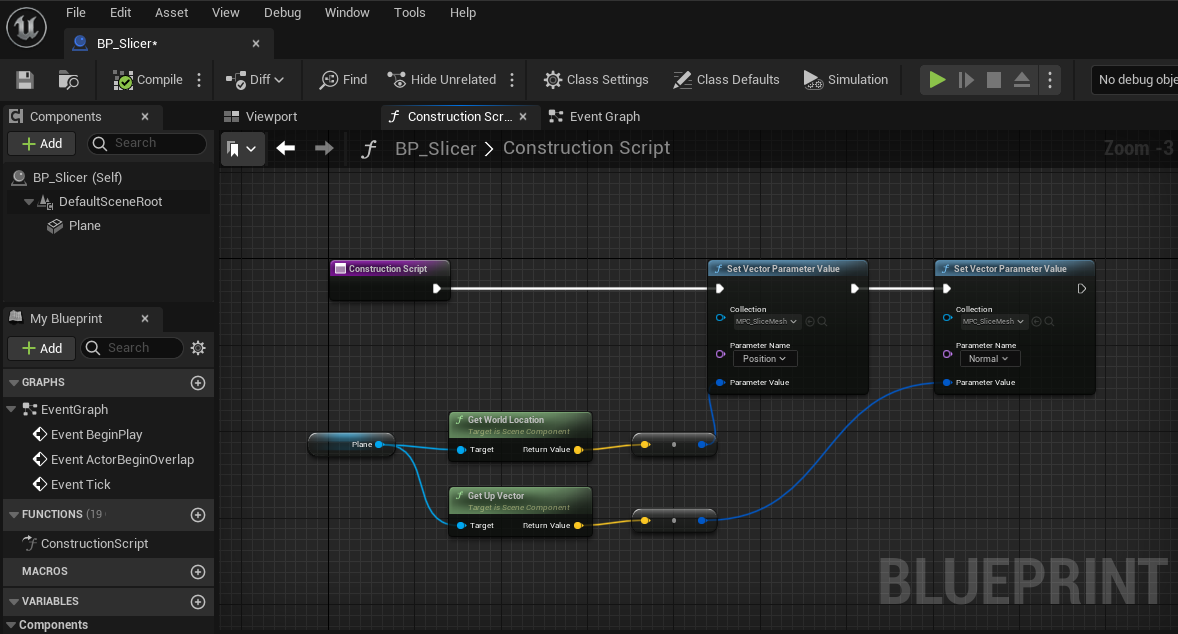 File Edit Asset View Debug Window Tools Help
BP_Slicer*
Compile Diff Find Hide Unrelated Class Settings Class Defaults Simulation No debug obje
Components Viewport Construction Scr... Event Graph
Add Search BP_Slicer Construction Script Zoom -3
BP_Slicer (Self)
DefaultSceneRoot
Plane
Construction Script
Set Vector Parameter Value
Collection
MPC_SliceMesh
Parameter Name
Position
Parameter Value
Set Vector Parameter Value
Collection
MPC_SliceMesh
Parameter Name
Normal
Parameter Value
Plane
Get World Location
Target is Scene Component
Target Return Value
Get Up Vector
Target is Scene Component
Target Return Value
My Blueprint
Add Search
GRAPHS
EventGraph
Event BeginPlay
Event ActorBeginOverlap
Event Tick
FUNCTIONS (19
ConstructionScript
MACROS
VARIABLES
Components
BLUEPRINT